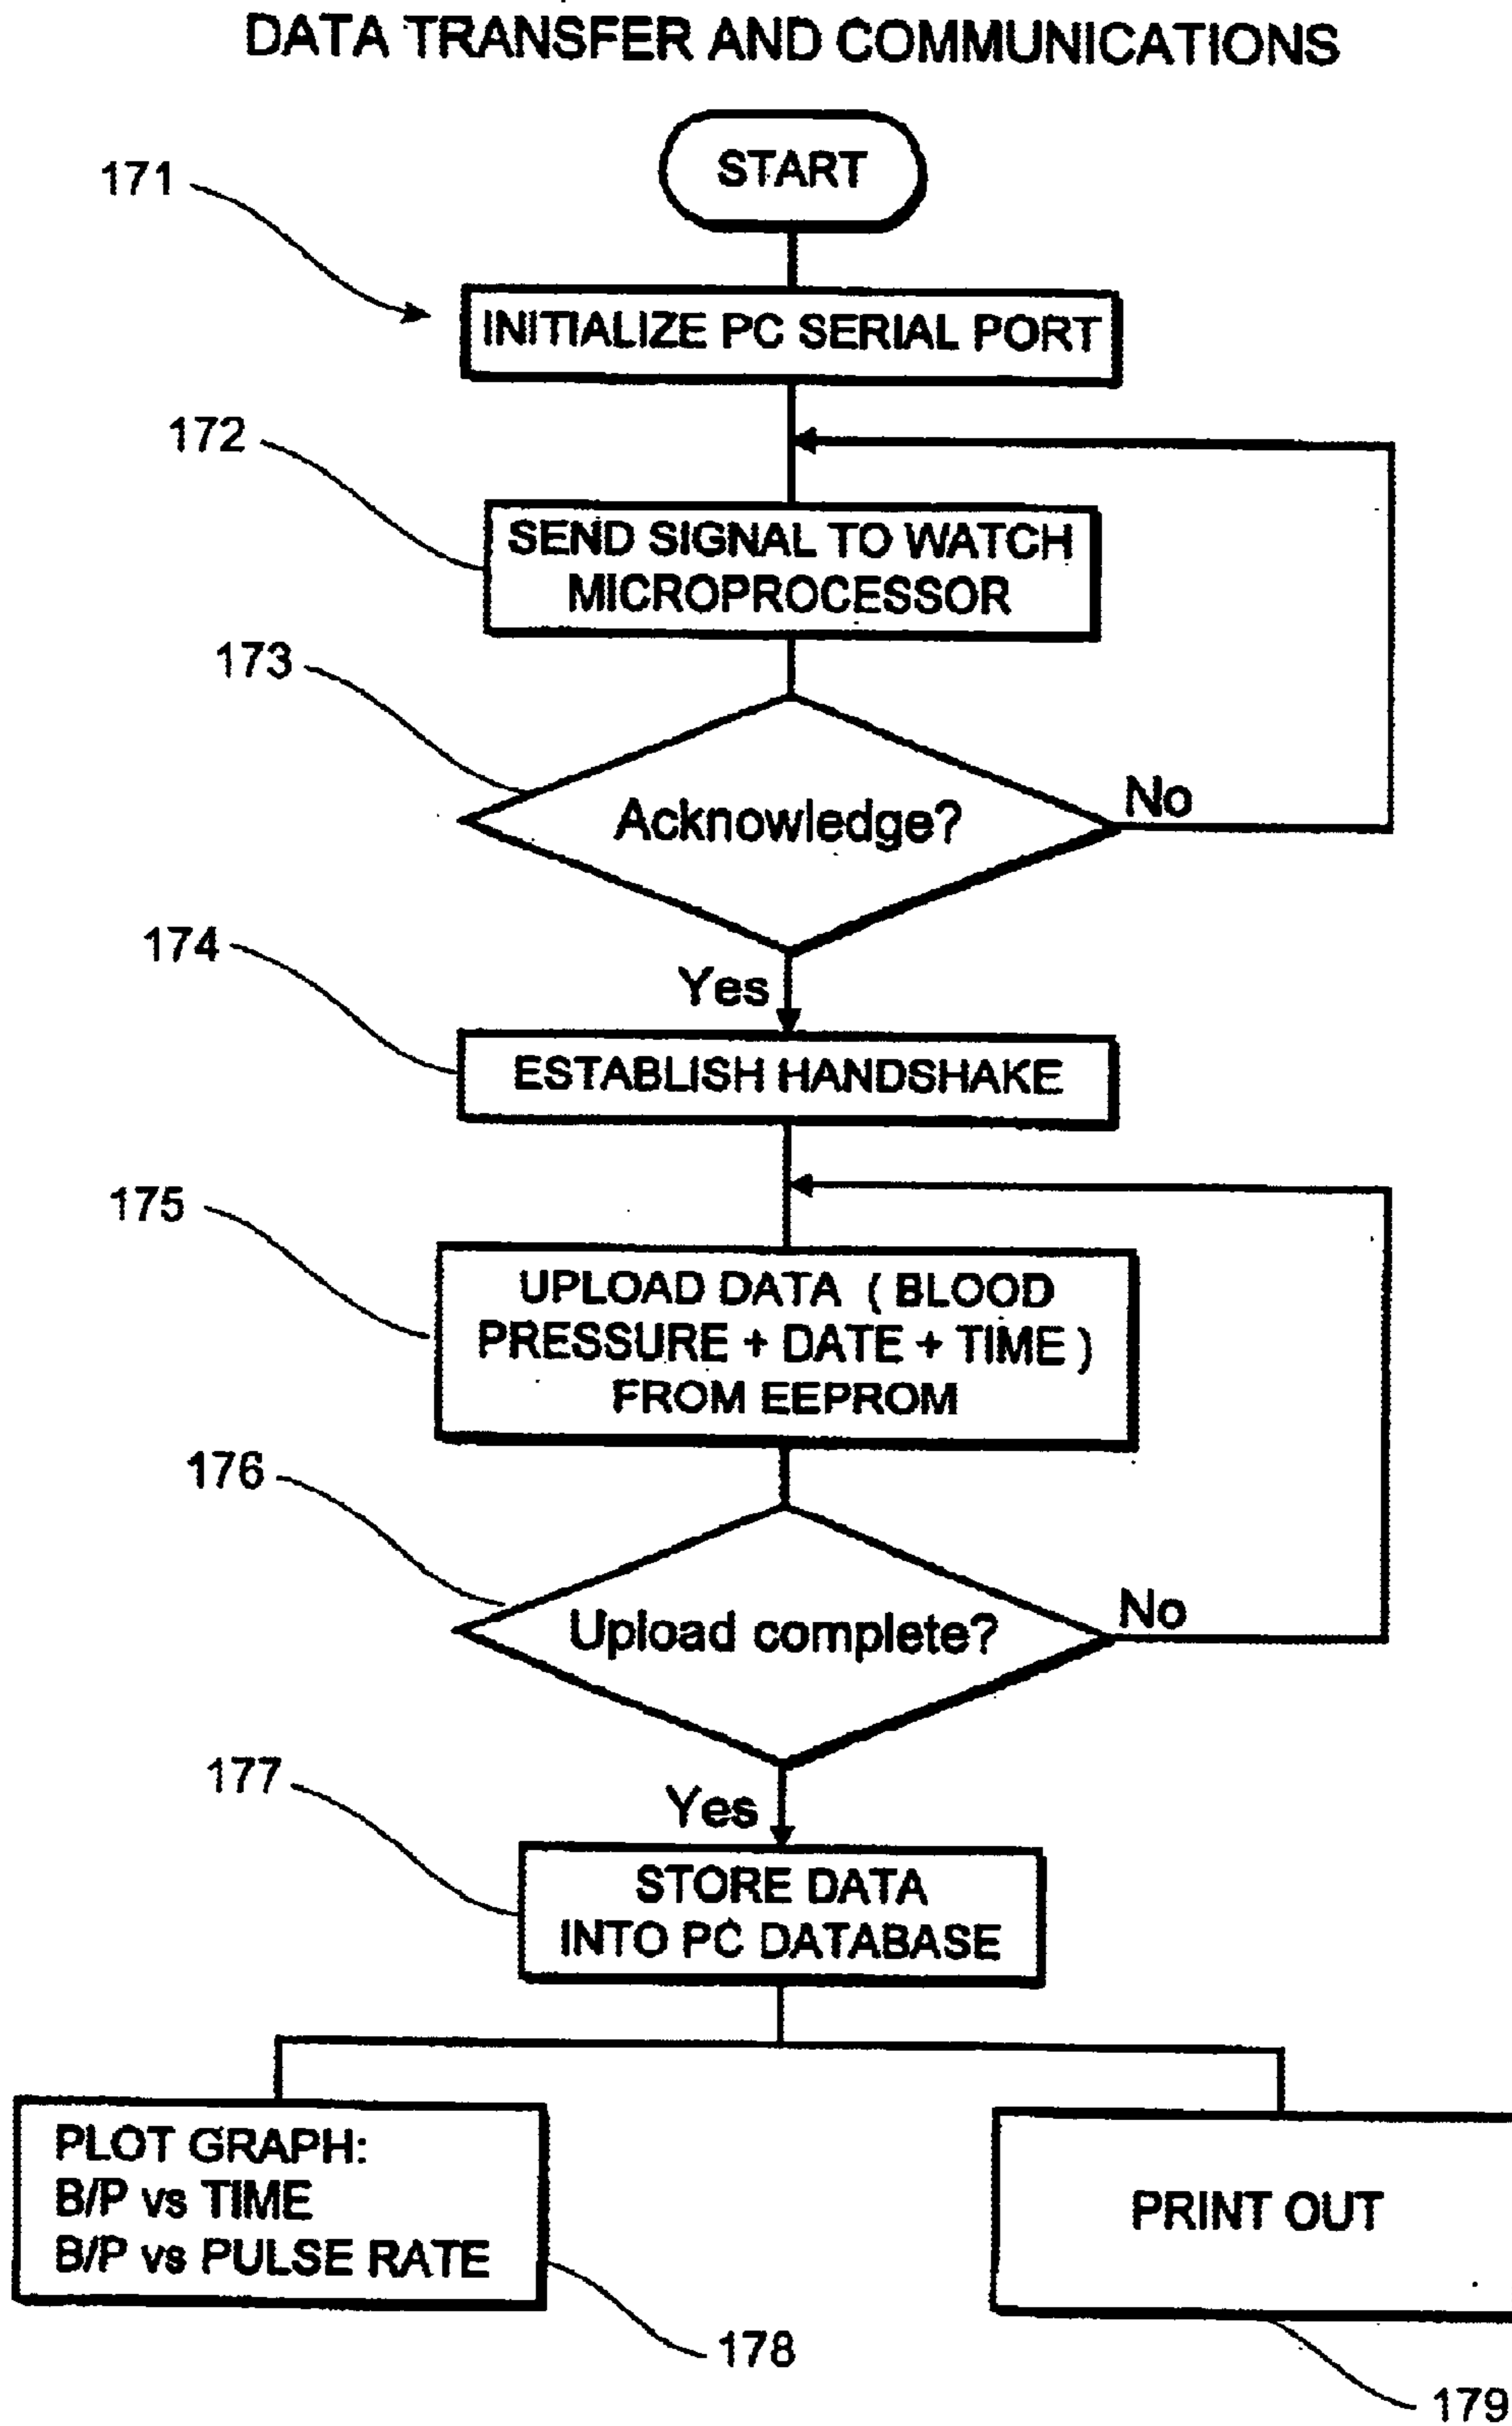 DATA TRANSFER AND COMMUNICATIONS
START
171
INITIALIZE PC SERIAL PORT
172
SEND SIGNAL TO WATCH
MICROPROCESSOR
173
Acknowledge?
No
174
Yes
ESTABLISH HANDSHAKE
175
UPLOAD DATA ( BLOOD
PRESSURE + DATE + TIME )
FROM EEPROM
176
Upload complete?
No
177
Yes
STORE DATA
INTO PC DATABASE
PLOT GRAPH:
B/P vs TIME
B/P vs PULSE RATE
178
PRINT OUT
179